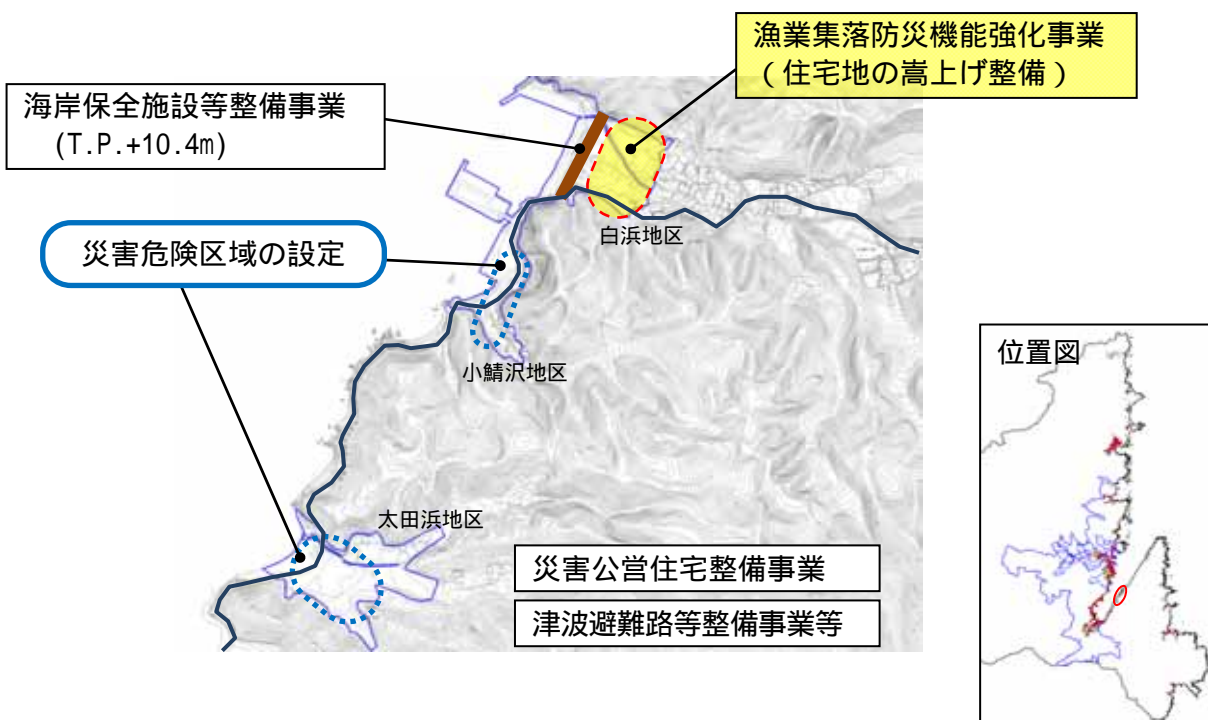 漁業集落防災機能強化事業
(住宅地の嵩上げ整備)
海岸保全施設等整備事業
(T.P.+10.4m)
災害危険区域の設定
白浜地区
小鯖沢地区
位置図
太田浜地区
災害公営住宅整備事業
津波避難路等整備事業等